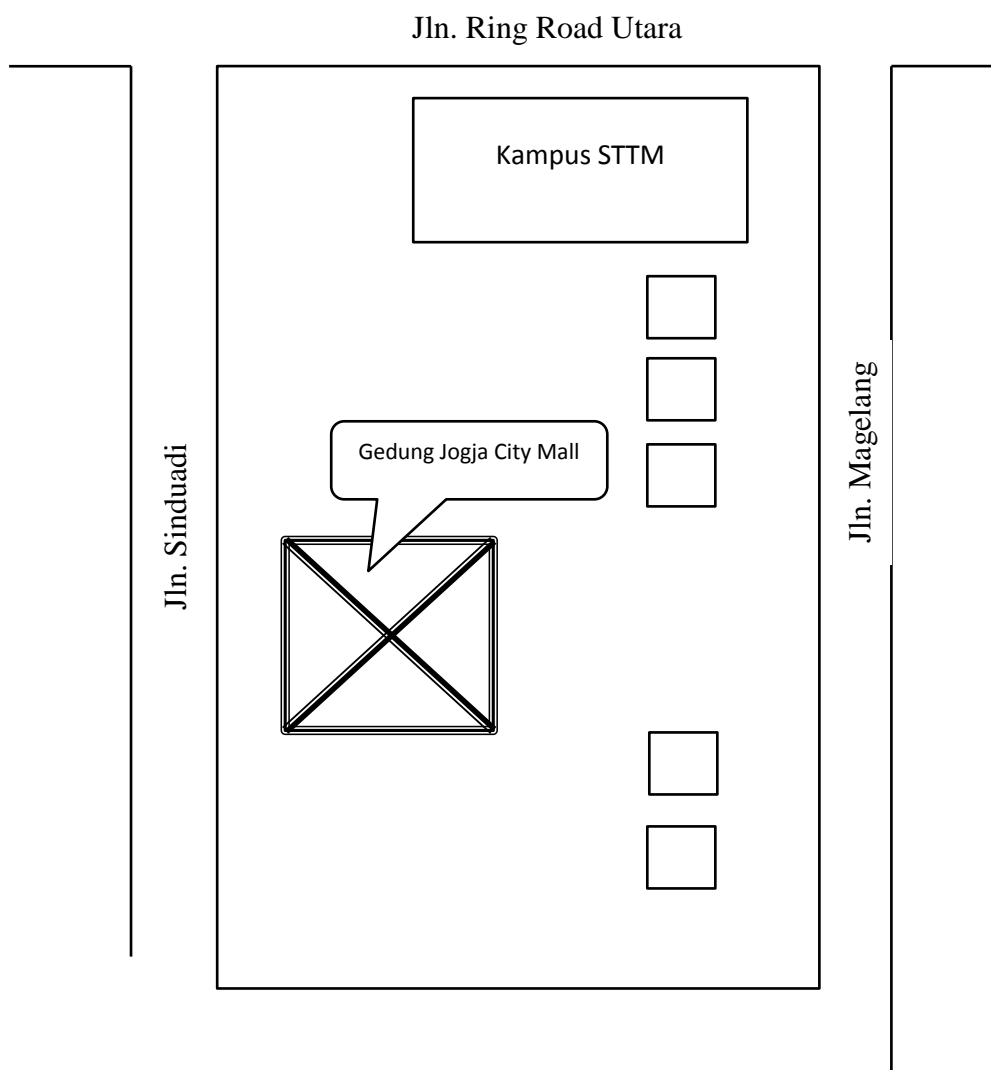 Jln. Ring Road Utara
Kampus STTM
Jln. Magelang
Gedung Jogja City Mall
Jln. Sinduadi